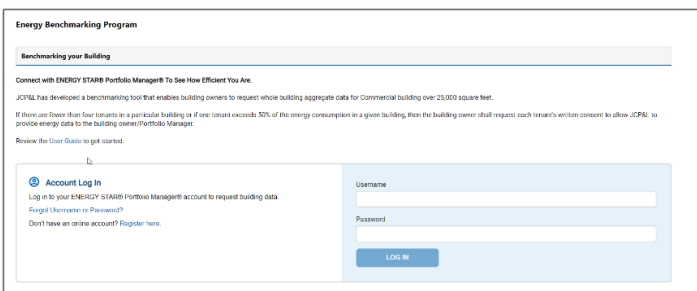 Energy Benchmarking Program
Benchmarking your Building
Connect with ENERGY STAR® Portfolio Manager® To See How Efficient You Are.
JCP&L has developed a benchmarking tool that enables building owners to request whole building aggregate data for Commercial building over 25,000 square feet.
If there are fewer than four tenants in a particular building or if one tenant exceeds 50% of the energy consumption in a given building, then the building owner shall request each tenant's written consent to allow JCP&L to
provide energy data to the building owner/Portfolio Manager.
Review the User Guide to get started.
Account Log In
Log in to your ENERGY STAR® Portfolio Manager® account to request building data.
Forgot Username or Password?
Don't have an online account? Register here.
Username
Password
LOG IN